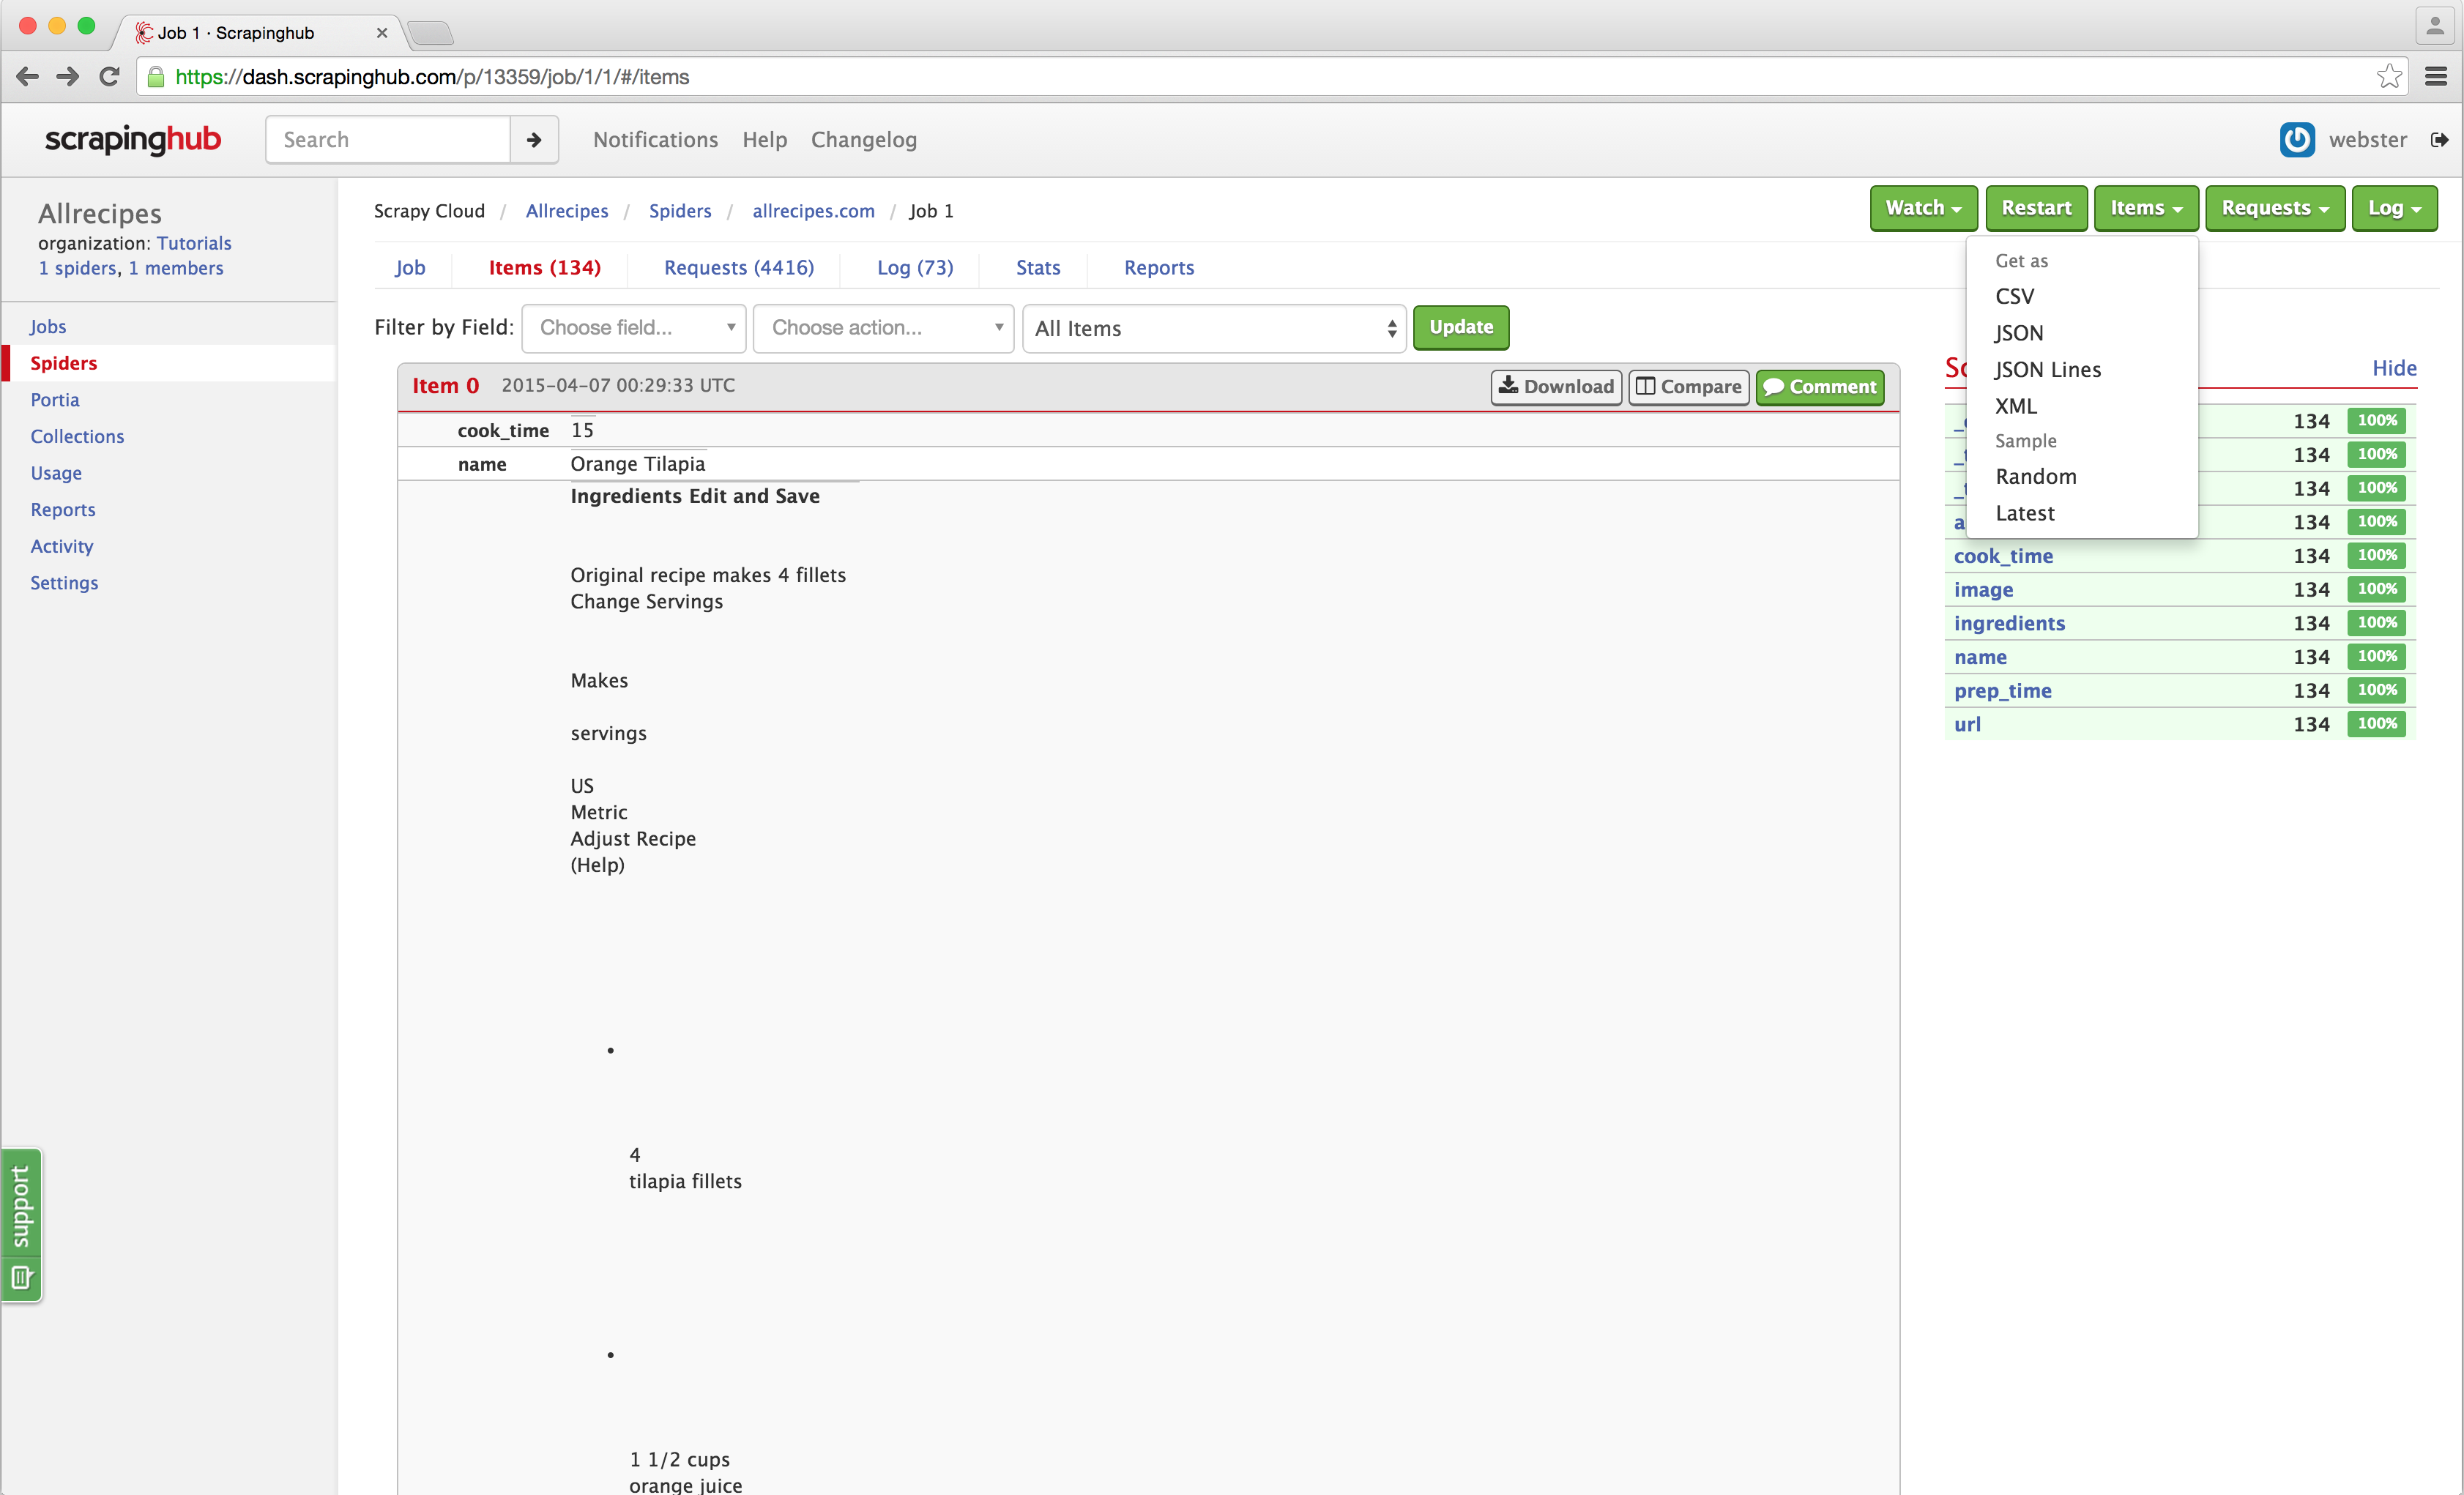 Job 1 · Scrapinghub
https://dash.scrapinghub.com/p/13359/job/1/1/#/items
scrapinghub Search Notifications Help Changelog webster
Allrecipes
organization: Tutorials
1 spiders, 1 members
Jobs
Spiders
Portia
Collections
Usage
Reports
Activity
Settings
support
Scrapy Cloud / Allrecipes / Spiders / allrecipes.com / Job 1
Watch Restart Items Requests Log
Job Items (134) Requests (4416) Log (73) Stats Reports
Filter by Field: Choose field... Choose action... All Items Update
Item 0 2015-04-07 00:29:33 UTC Download Compare Comment
cook_time 15
name Orange Tilapia
Ingredients Edit and Save
Original recipe makes 4 fillets
Change Servings
Makes
servings
US
Metric
Adjust Recipe
(Help)
•
4
tilapia fillets
•
1 1/2 cups
orange juice
Get as
CSV
JSON
JSON Lines
XML
Sample
Random
Latest
Hide
134 100%
134 100%
134 100%
134 100%
cook_time 134 100%
image 134 100%
ingredients 134 100%
name 134 100%
prep_time 134 100%
url 134 100%